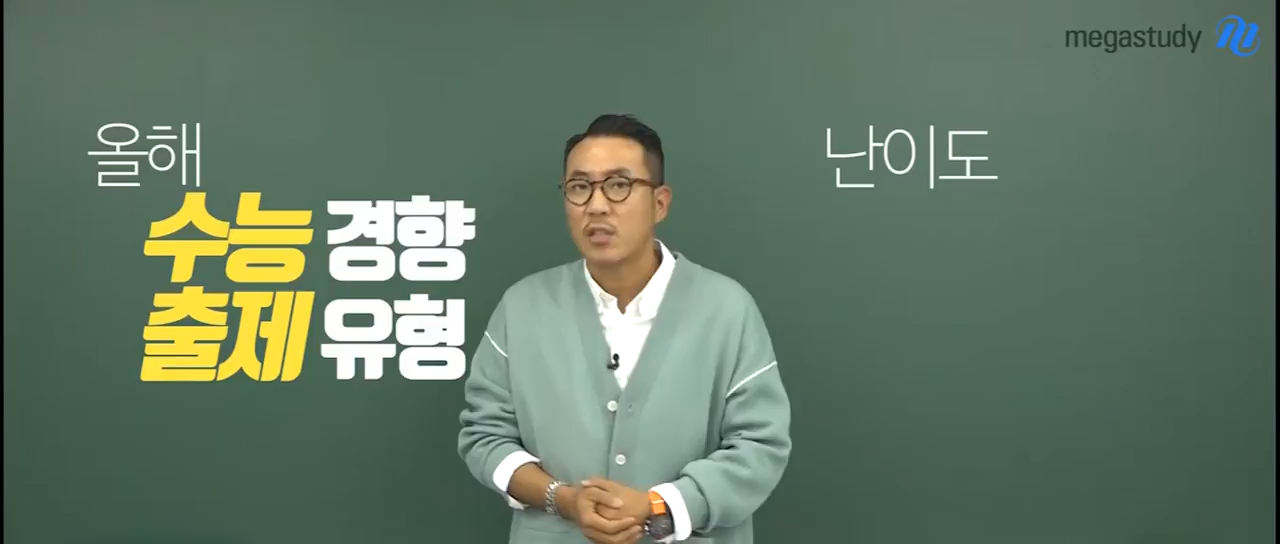 megastudy
올해
수능 경향
출제 유형
난이도